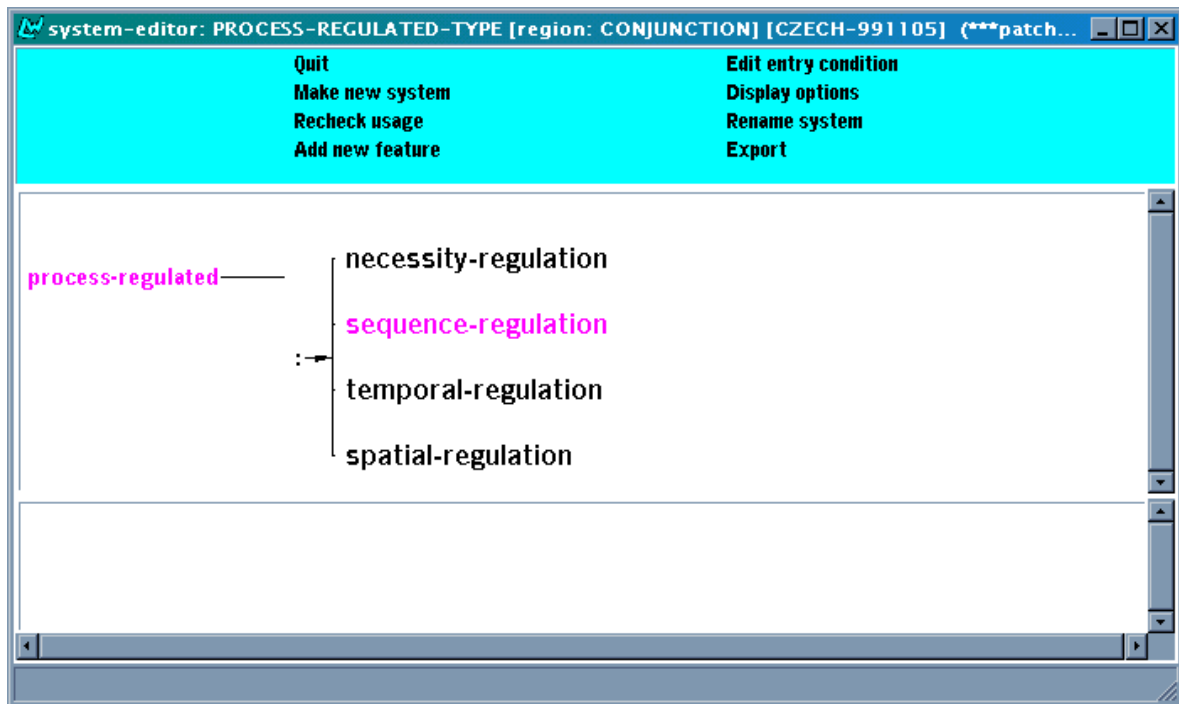 system-editor: PROCESS-REGULATED-TYPE [region: CONJUNCTION] [CZECH-991105] (***patch...
Quit
Edit entry condition
Make new system
Display options
Recheck usage
Rename system
Add new feature
Export
necessity-regulation
process-regulated
sequence-regulation
:
temporal-regulation
spatial-regulation